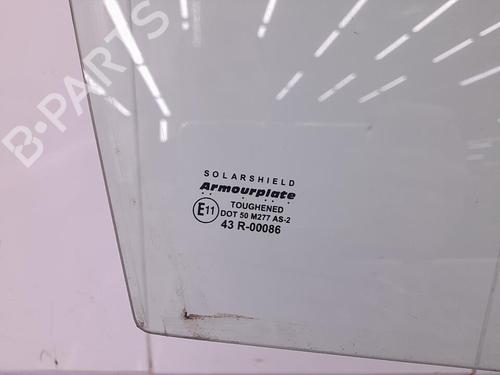 B-PARTS
SOLARSHIELD
Armourplate
TOUGHENED
E11 DOT 50 M277 AS-2
43 R-00086